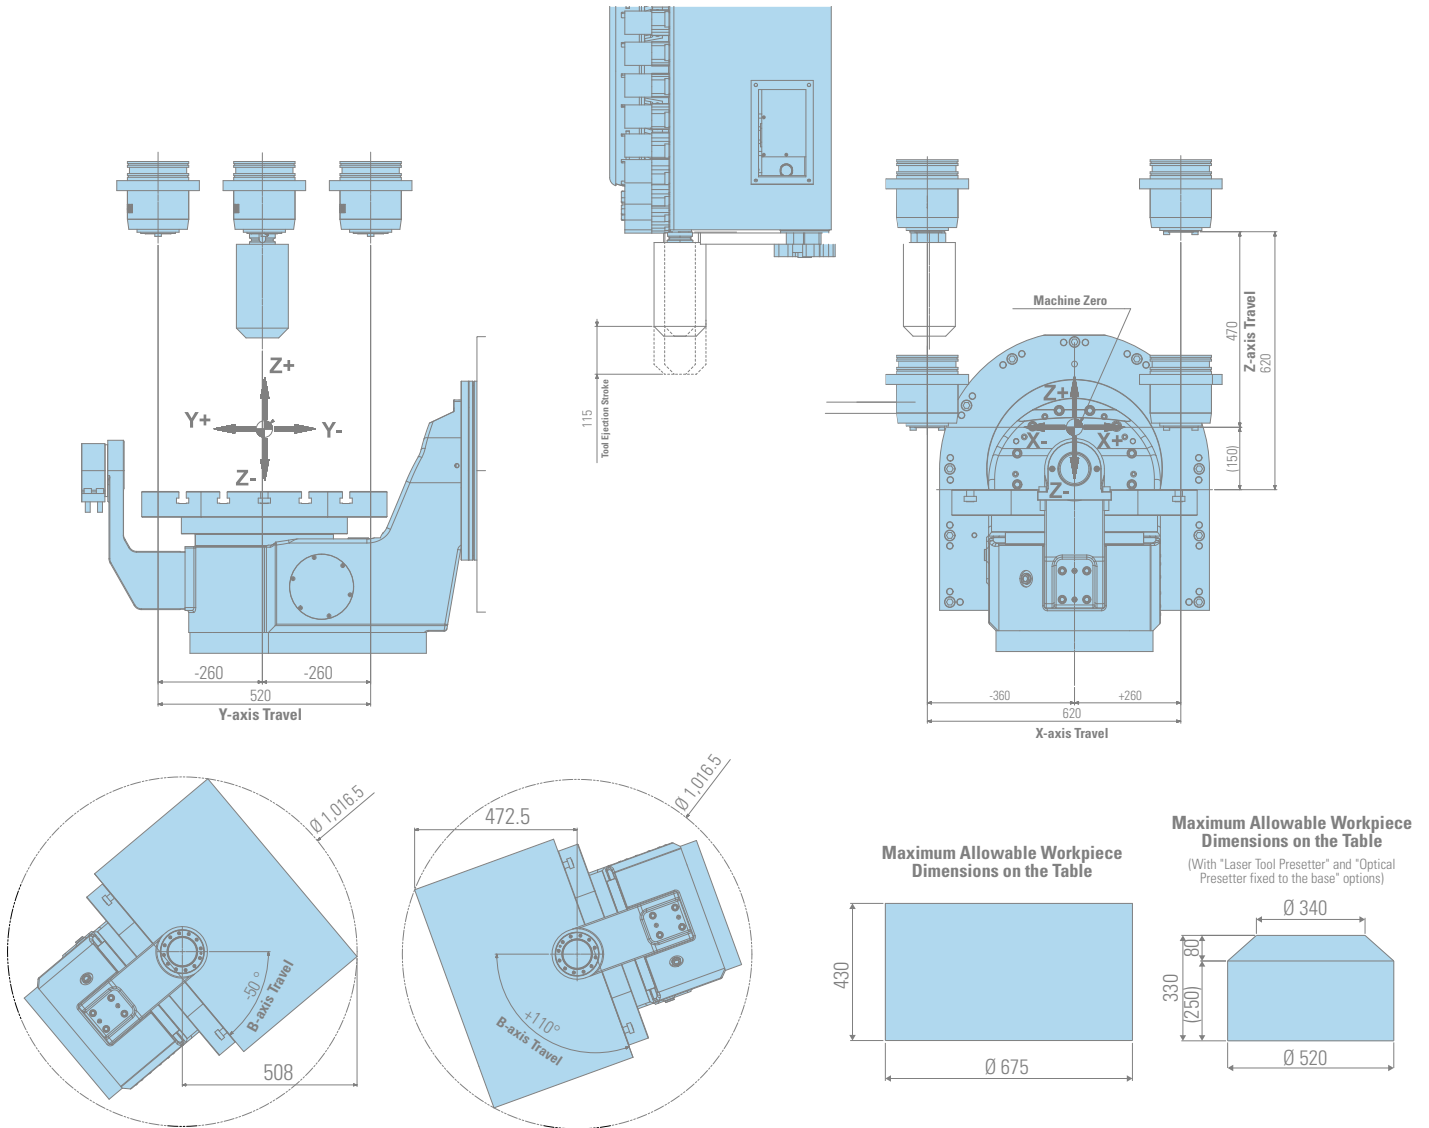 Z+
Y+
Y-
Z-
-260
-260
520
Y-axis Travel
115
Tool Ejection Stroke
Machine Zero
Z+
X-
X+
Z-
470
Z-axis Travel
620
(150)
-360
+260
620
X-axis Travel
Ø 1,016.5
-50 °
B-axis Travel
508
Ø 1,016.5
472.5
+110°
B-axis Travel
Maximum Allowable Workpiece
Dimensions on the Table
430
Ø 675
Maximum Allowable Workpiece
Dimensions on the Table
(With "Laser Tool Presetter" and "Optical
Presetter fixed to the base" options)
Ø 340
80
330
(250)
Ø 520